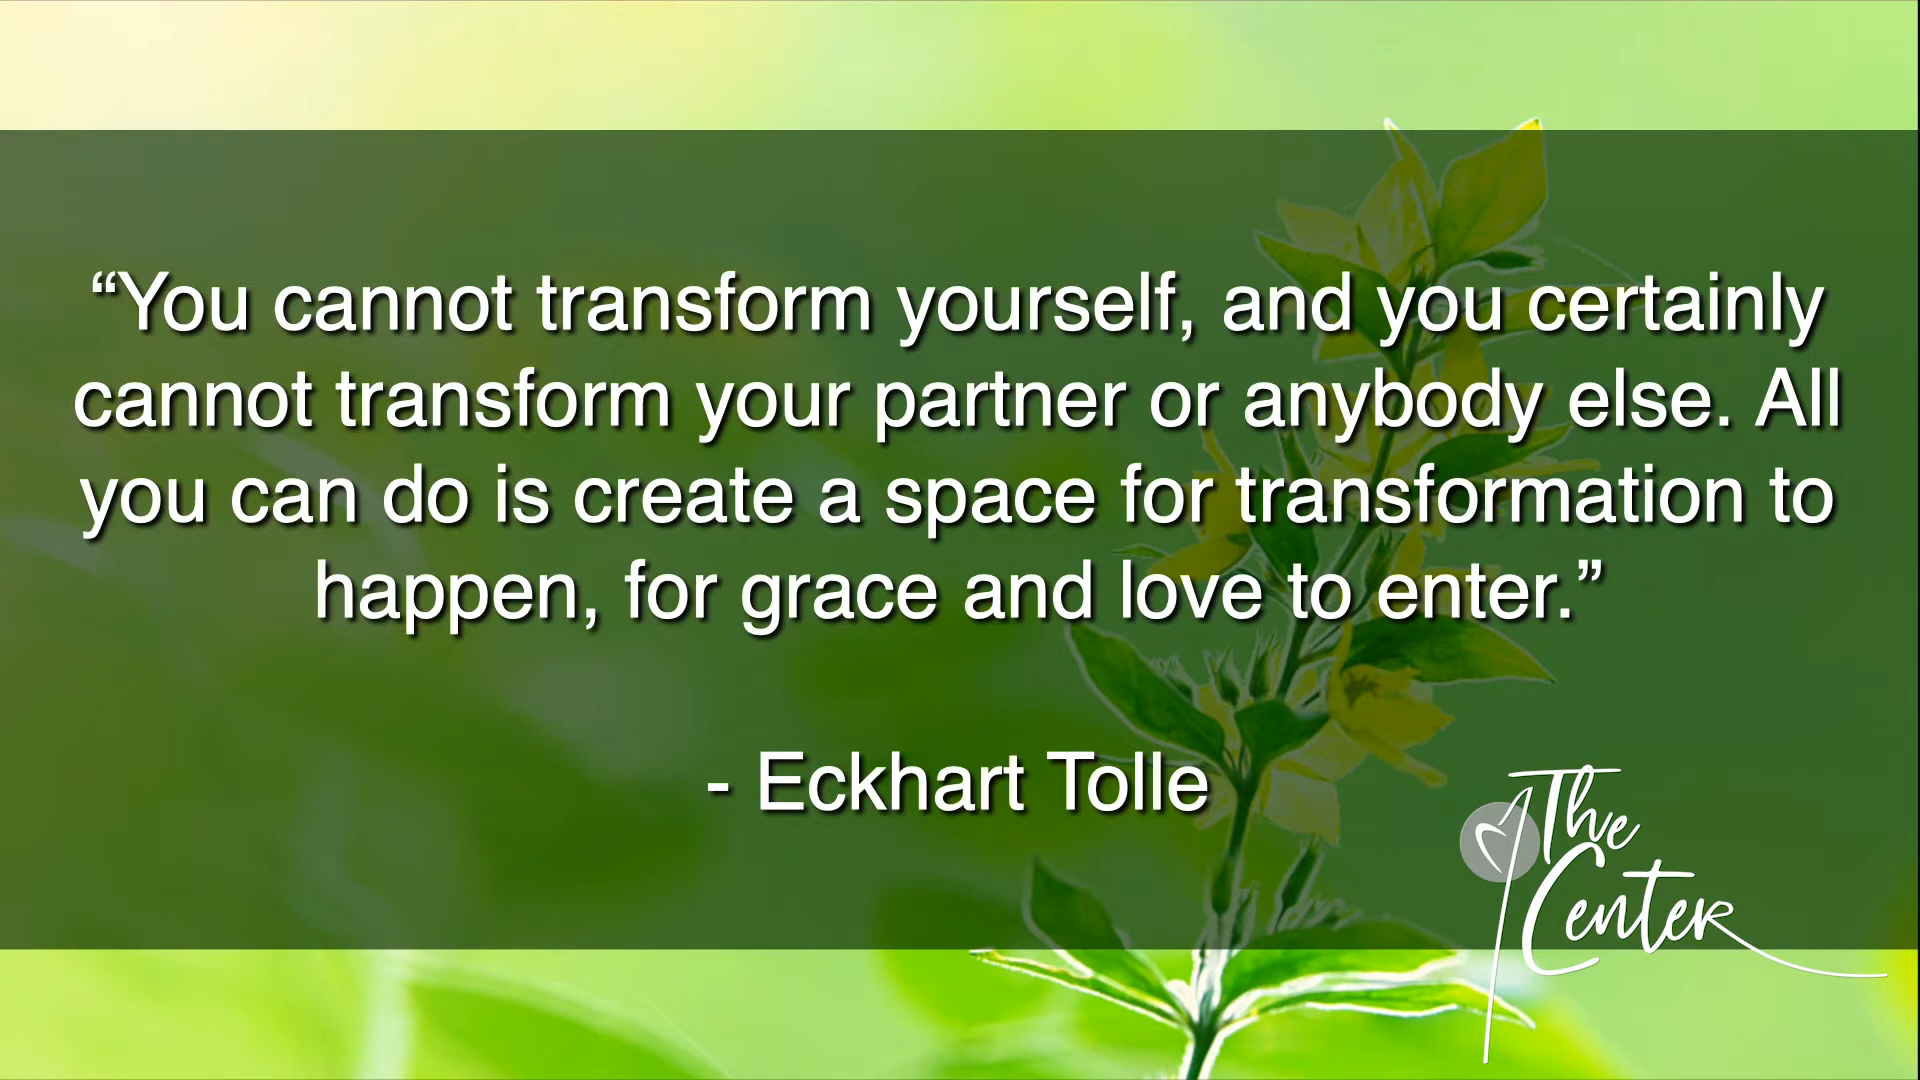 “You cannot transform yourself, and you certainly
cannot transform your partner or anybody else. All
you can do is create a space for transformation to
happen, for grace and love to enter.”
- Eckhart Tolle
The
Center